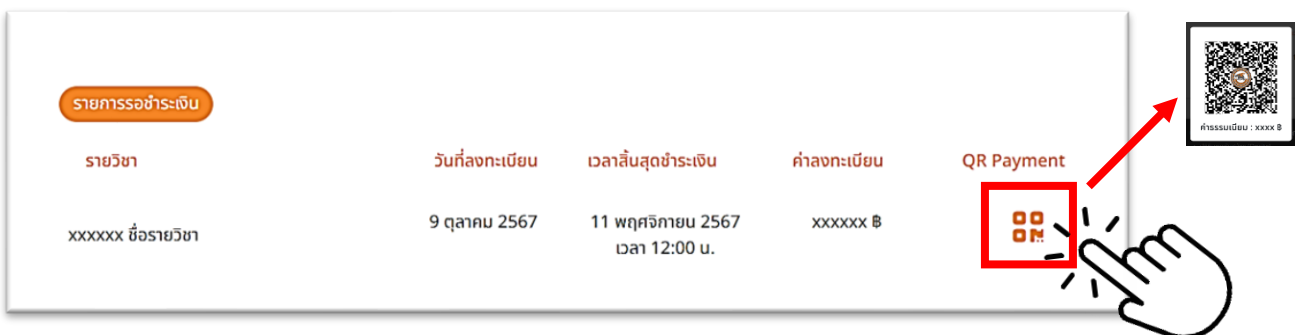 รายการรอชำระเงิน
รายวิชา วันที่ลงทะเบียน เวลาสิ้นสุดชำระเงิน ค่าลงทะเบียน QR Payment
xxxxxx ชื่อรายวิชา 9 ตุลาคม 2567 11 พฤศจิกายน 2567 xxxxxx ฿
เวลา 12:00 น.
ค่าธรรมเนียม : xxxx ฿